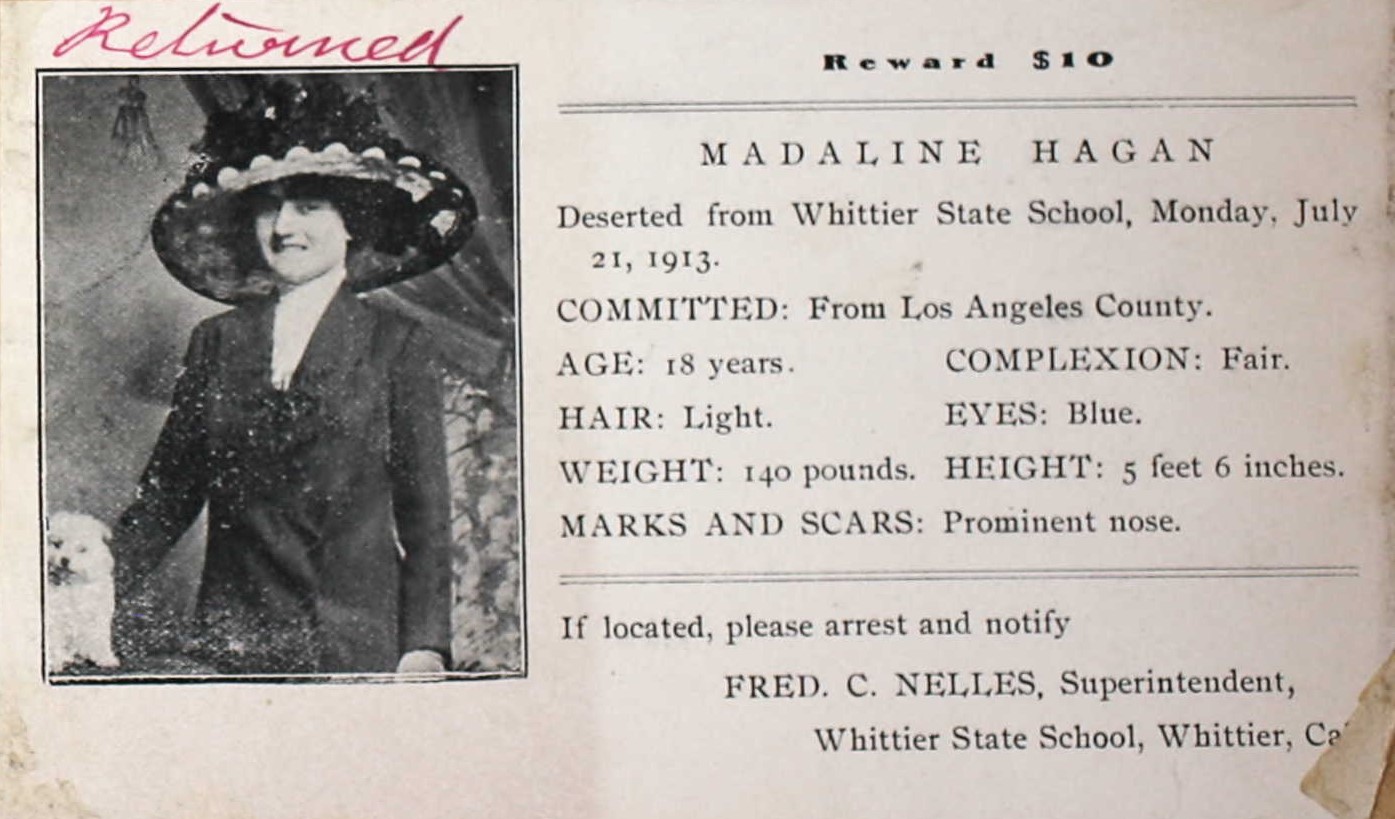 Returned
Reward $10
MADALINE HAGAN
Deserted from Whittier State School, Monday, July
21, 1913.
COMMITTED: From Los Angeles County.
AGE: 18 years. COMPLEXION: Fair.
HAIR: Light. EYES: Blue.
WEIGHT: 140 pounds. HEIGHT: 5 feet 6 inches.
MARKS AND SCARS: Prominent nose.
If located, please arrest and notify
FRED. C. NELLES, Superintendent,
Whittier State School, Whittier, Ca